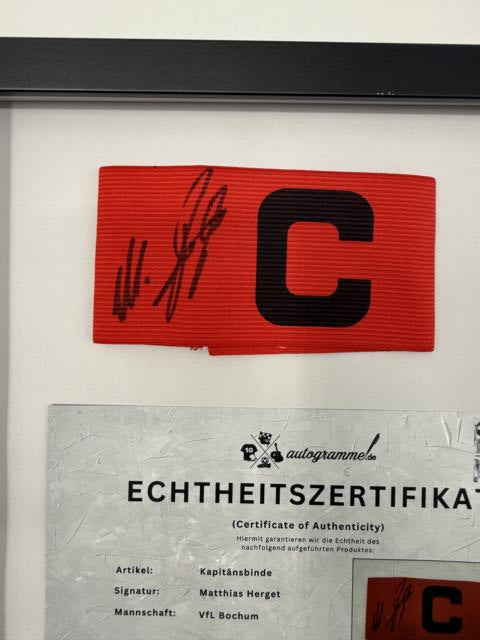 M.
C
10
autogramme.de
ECHTHEITSZERTIFIKAT
(Certificate of Authenticity)
Hiermit garantieren wir die Echtheit des
nachfolgend aufgeführten Produktes:
Artikel: Kapitänsbinde
Signatur: Matthias Herget
Mannschaft: VfL Bochum
C